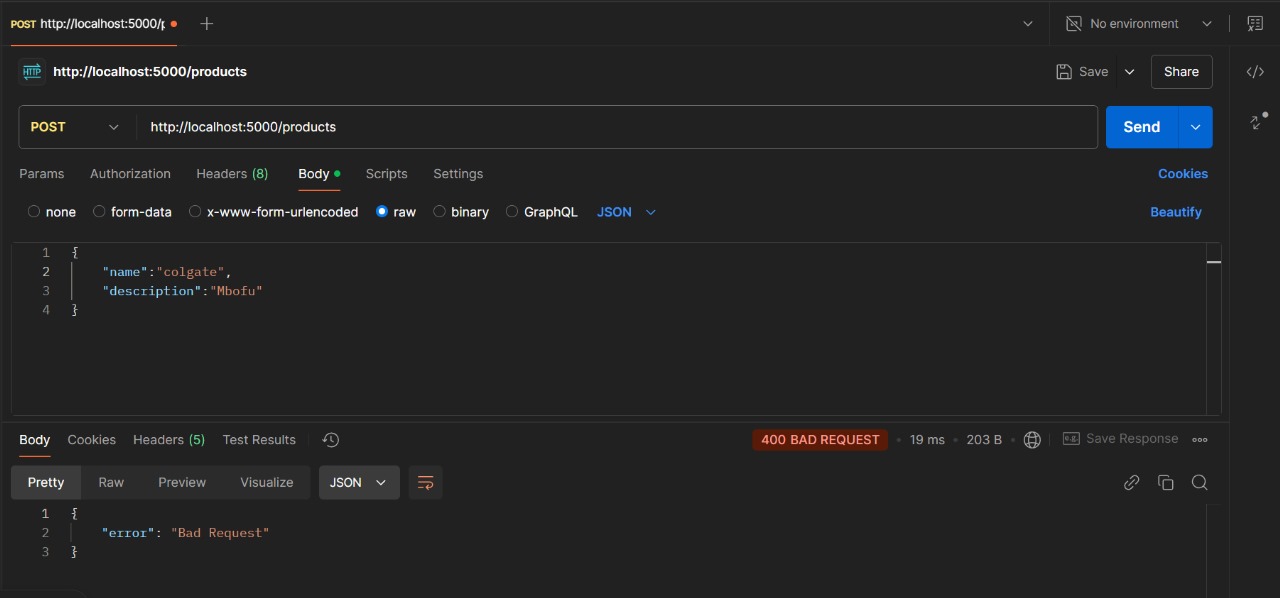 POST http://localhost:5000/p
No environment
HTTP http://localhost:5000/products
Save
Share
POST http://localhost:5000/products
Send
Params Authorization Headers (8) Body Scripts Settings Cookies
none form-data x-www-form-urlencoded raw binary GraphQL JSON Beautify
1 {
2 "name":"colgate",
3 "description":"Mbofu"
4 }
Body Cookies Headers (5) Test Results 400 BAD REQUEST • 19 ms • 203 B • e.g. Save Response
Pretty Raw Preview Visualize JSON
1 {
2 "error": "Bad Request"
3 }